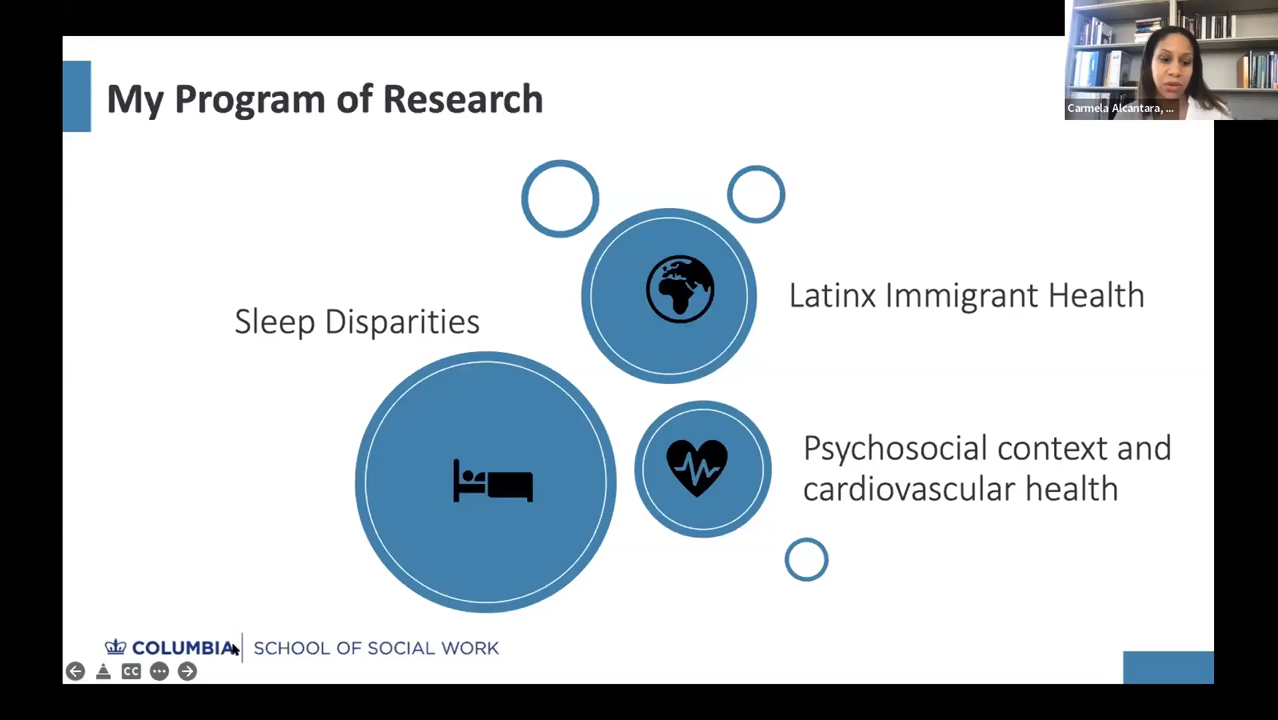 My Program of Research
Carmela Alcantara, ...
Latinx Immigrant Health
Sleep Disparities
Psychosocial context and
cardiovascular health
COLUMBIA | SCHOOL OF SOCIAL WORK
CC